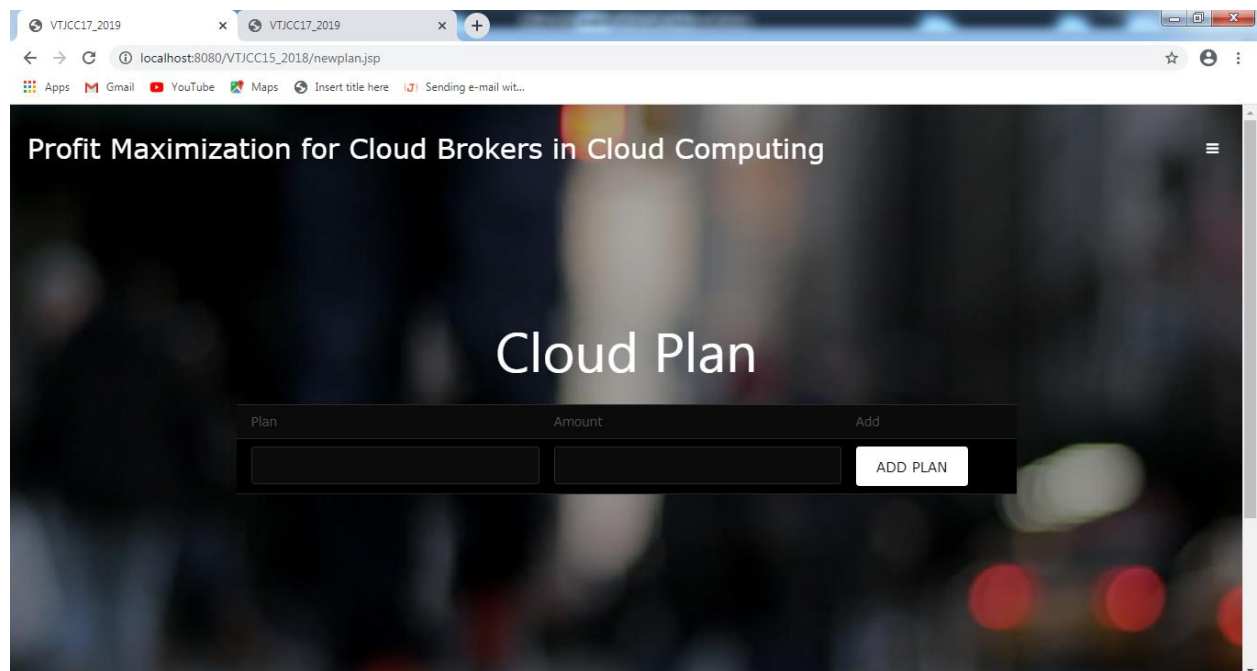 VTJCC17_2019
VTJCC17_2019
localhost:8080/VTJCC15_2018/newplan.jsp
Apps Gmail YouTube Maps Insert title here Sending e-mail wit...
Profit Maximization for Cloud Brokers in Cloud Computing
Cloud Plan
Plan Amount Add
ADD PLAN